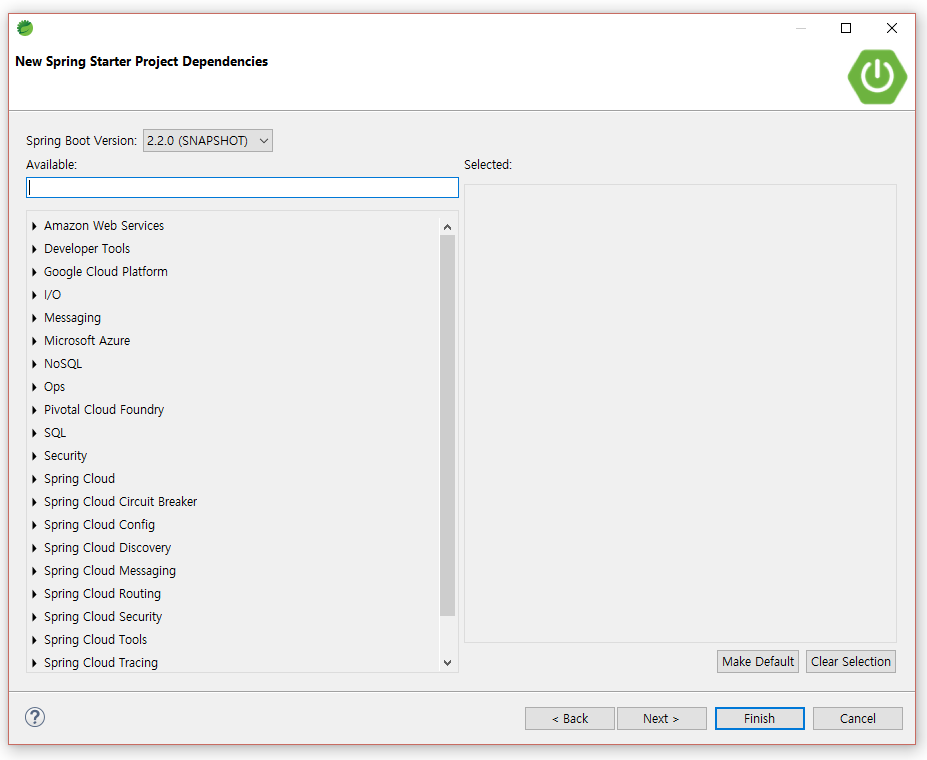 New Spring Starter Project Dependencies
Spring Boot Version: 2.2.0 (SNAPSHOT)
Available:
Selected:
Amazon Web Services
Developer Tools
Google Cloud Platform
I/O
Messaging
Microsoft Azure
NoSQL
Ops
Pivotal Cloud Foundry
SQL
Security
Spring Cloud
Spring Cloud Circuit Breaker
Spring Cloud Config
Spring Cloud Discovery
Spring Cloud Messaging
Spring Cloud Routing
Spring Cloud Security
Spring Cloud Tools
Spring Cloud Tracing
Make Default
Clear Selection
?
< Back
Next >
Finish
Cancel